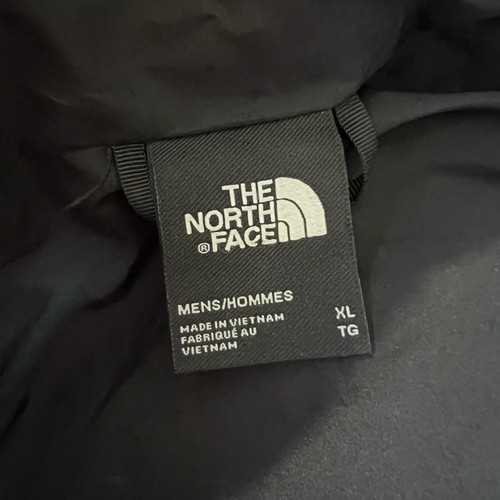 THE
NORTH
® FACE
MENS/HOMMES
MADE IN VIETNAM
FABRIQUÉ AU
VIETNAM
XL
TG